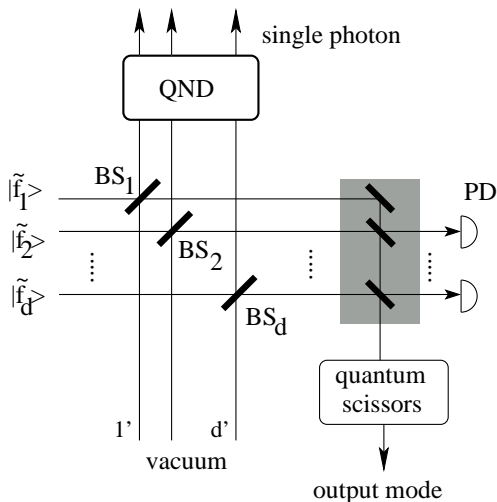 single photon
QND
|f̃₁>
BS₁
PD
|f̃₂>
BS₂
|f̃d>
BSd
quantum
scissors
1'
d'
vacuum
output mode